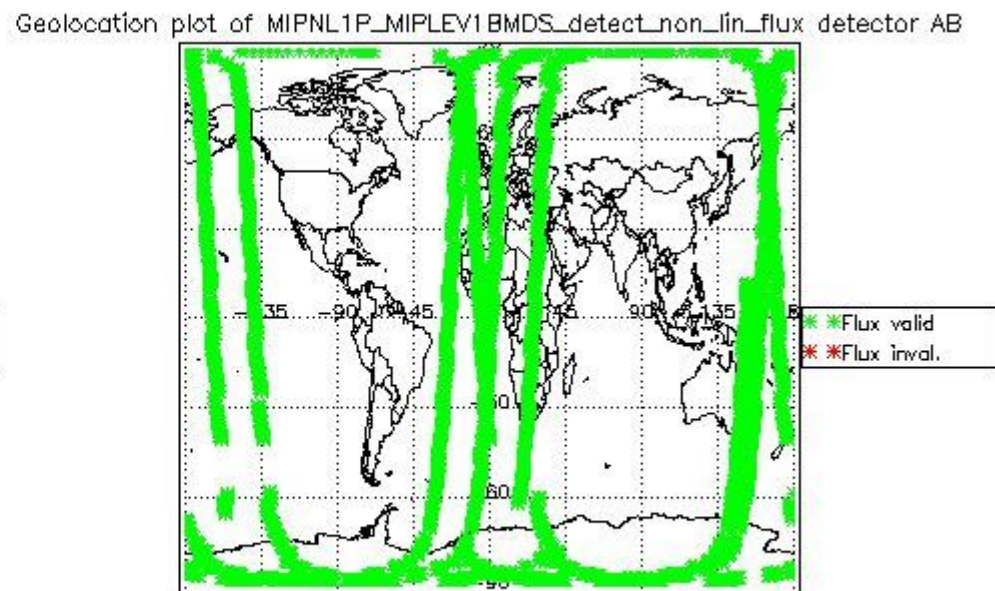 Geolocation plot of MIPNL1P_MIPLEV1BMDS_detect_non_lin_flux detector AB
90
-135 -90 -45 45 90 135
Flux valid
Flux inval.
-30
-60
-90